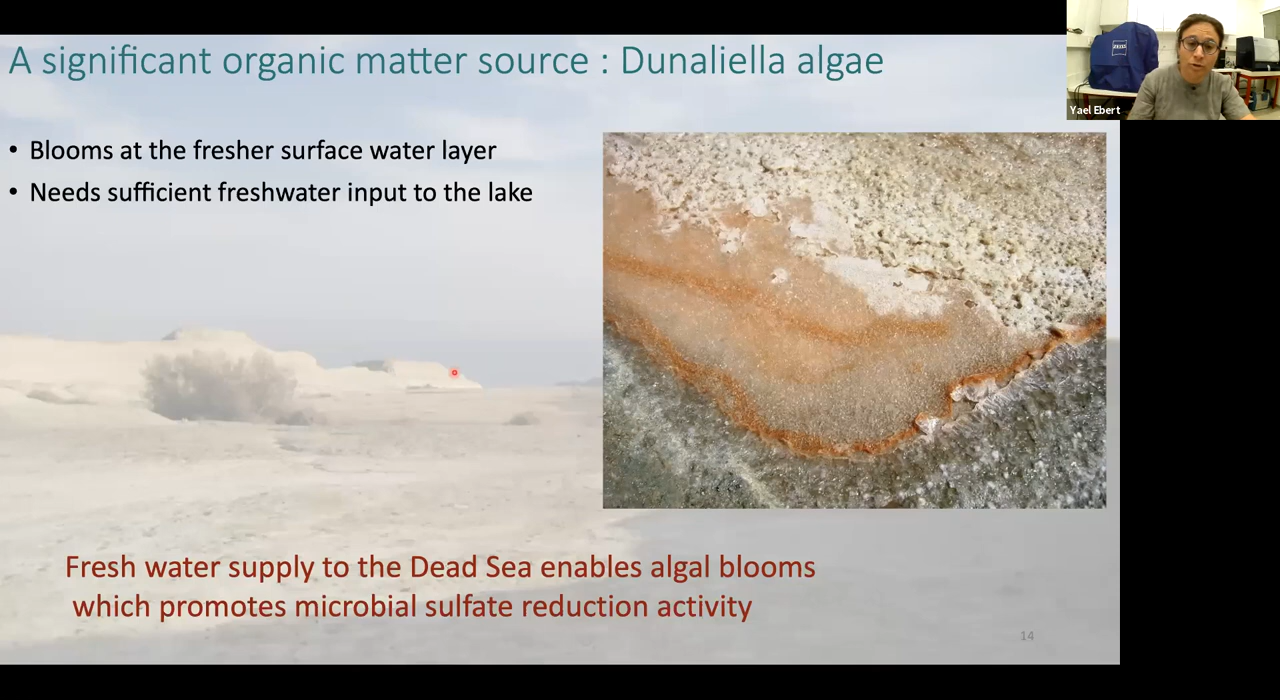 A significant organic matter source : Dunaliella algae
ZEISS
Yael Ebert
• Blooms at the fresher surface water layer
• Needs sufficient freshwater input to the lake
Fresh water supply to the Dead Sea enables algal blooms
which promotes microbial sulfate reduction activity
14